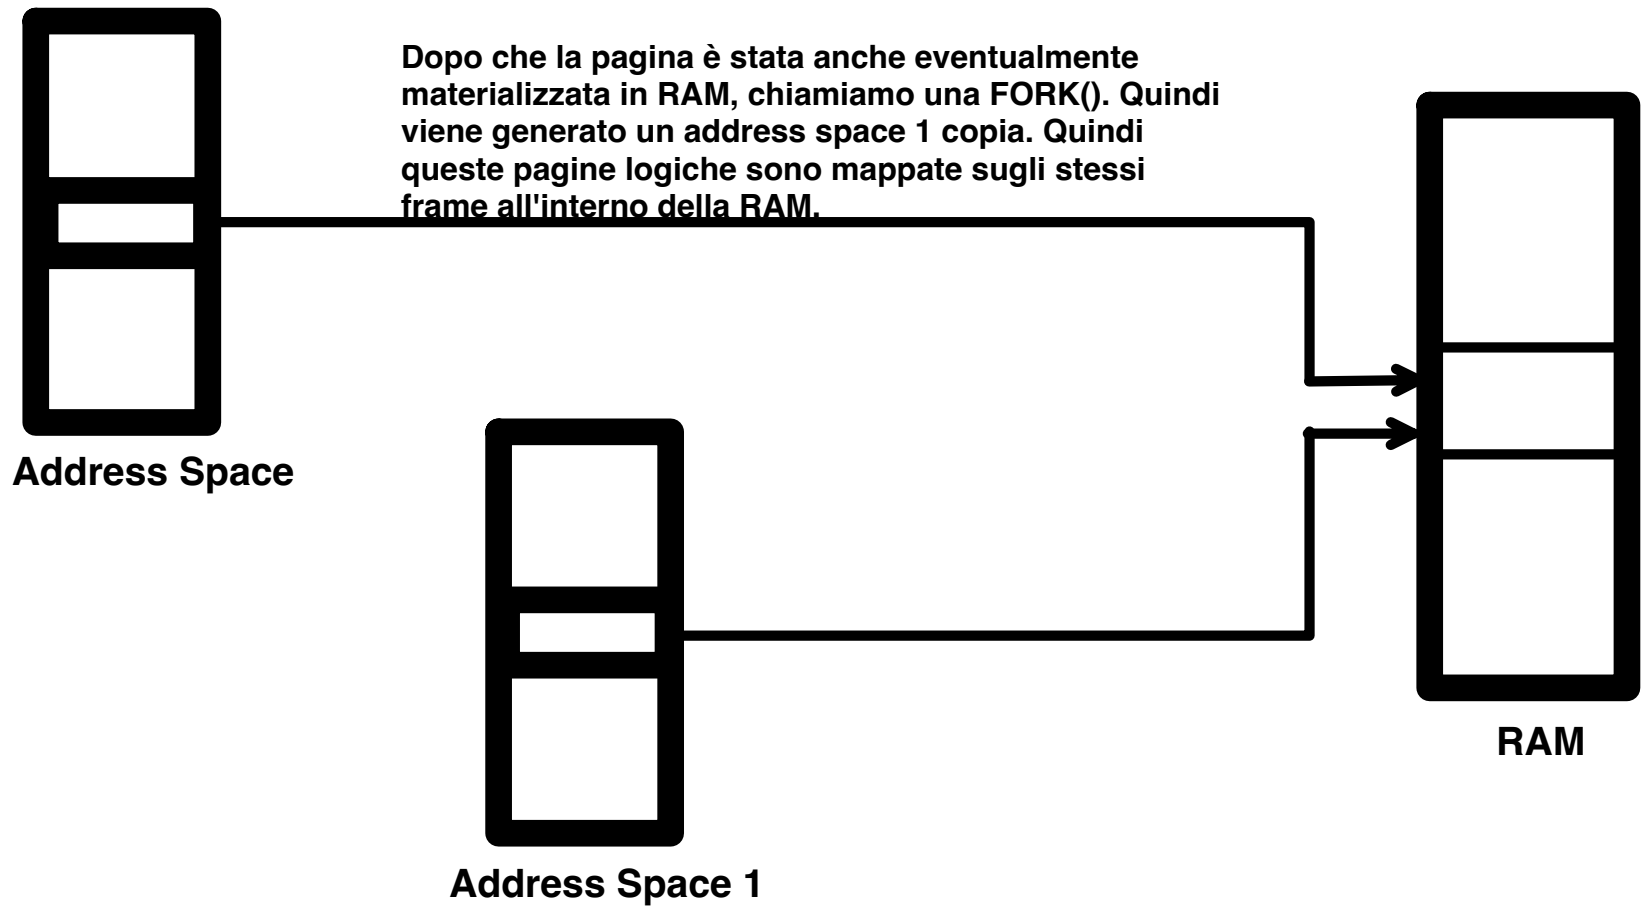 Dopo che la pagina è stata anche eventualmente
materializzata in RAM, chiamiamo una FORK(). Quindi
viene generato un address space 1 copia. Quindi
queste pagine logiche sono mappate sugli stessi
frame all'interno della RAM.
Address Space
RAM
Address Space 1